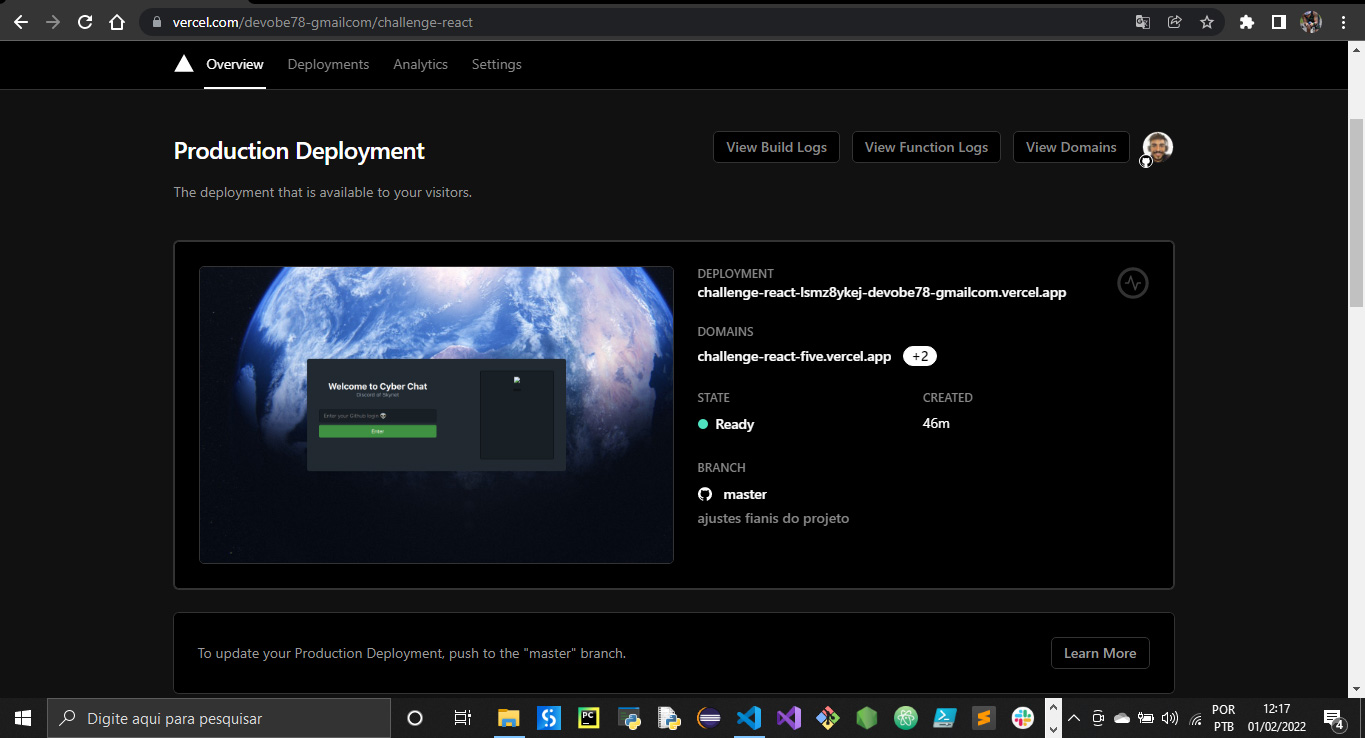 vercel.com/devobe78-gmailcom/challenge-react
Overview Deployments Analytics Settings
Production Deployment
View Build Logs View Function Logs View Domains
The deployment that is available to your visitors.
Welcome to Cyber Chat
Discord of Skynet
Enter your Github login
Enter
DEPLOYMENT
challenge-react-lsmz8ykej-devobe78-gmailcom.vercel.app
DOMAINS
challenge-react-five.vercel.app +2
STATE CREATED
Ready 46m
BRANCH
master
ajustes fianis do projeto
To update your Production Deployment, push to the "master" branch.
Learn More
Digite aqui para pesquisar
PC
POR
PTB
12:17
01/02/2022
4